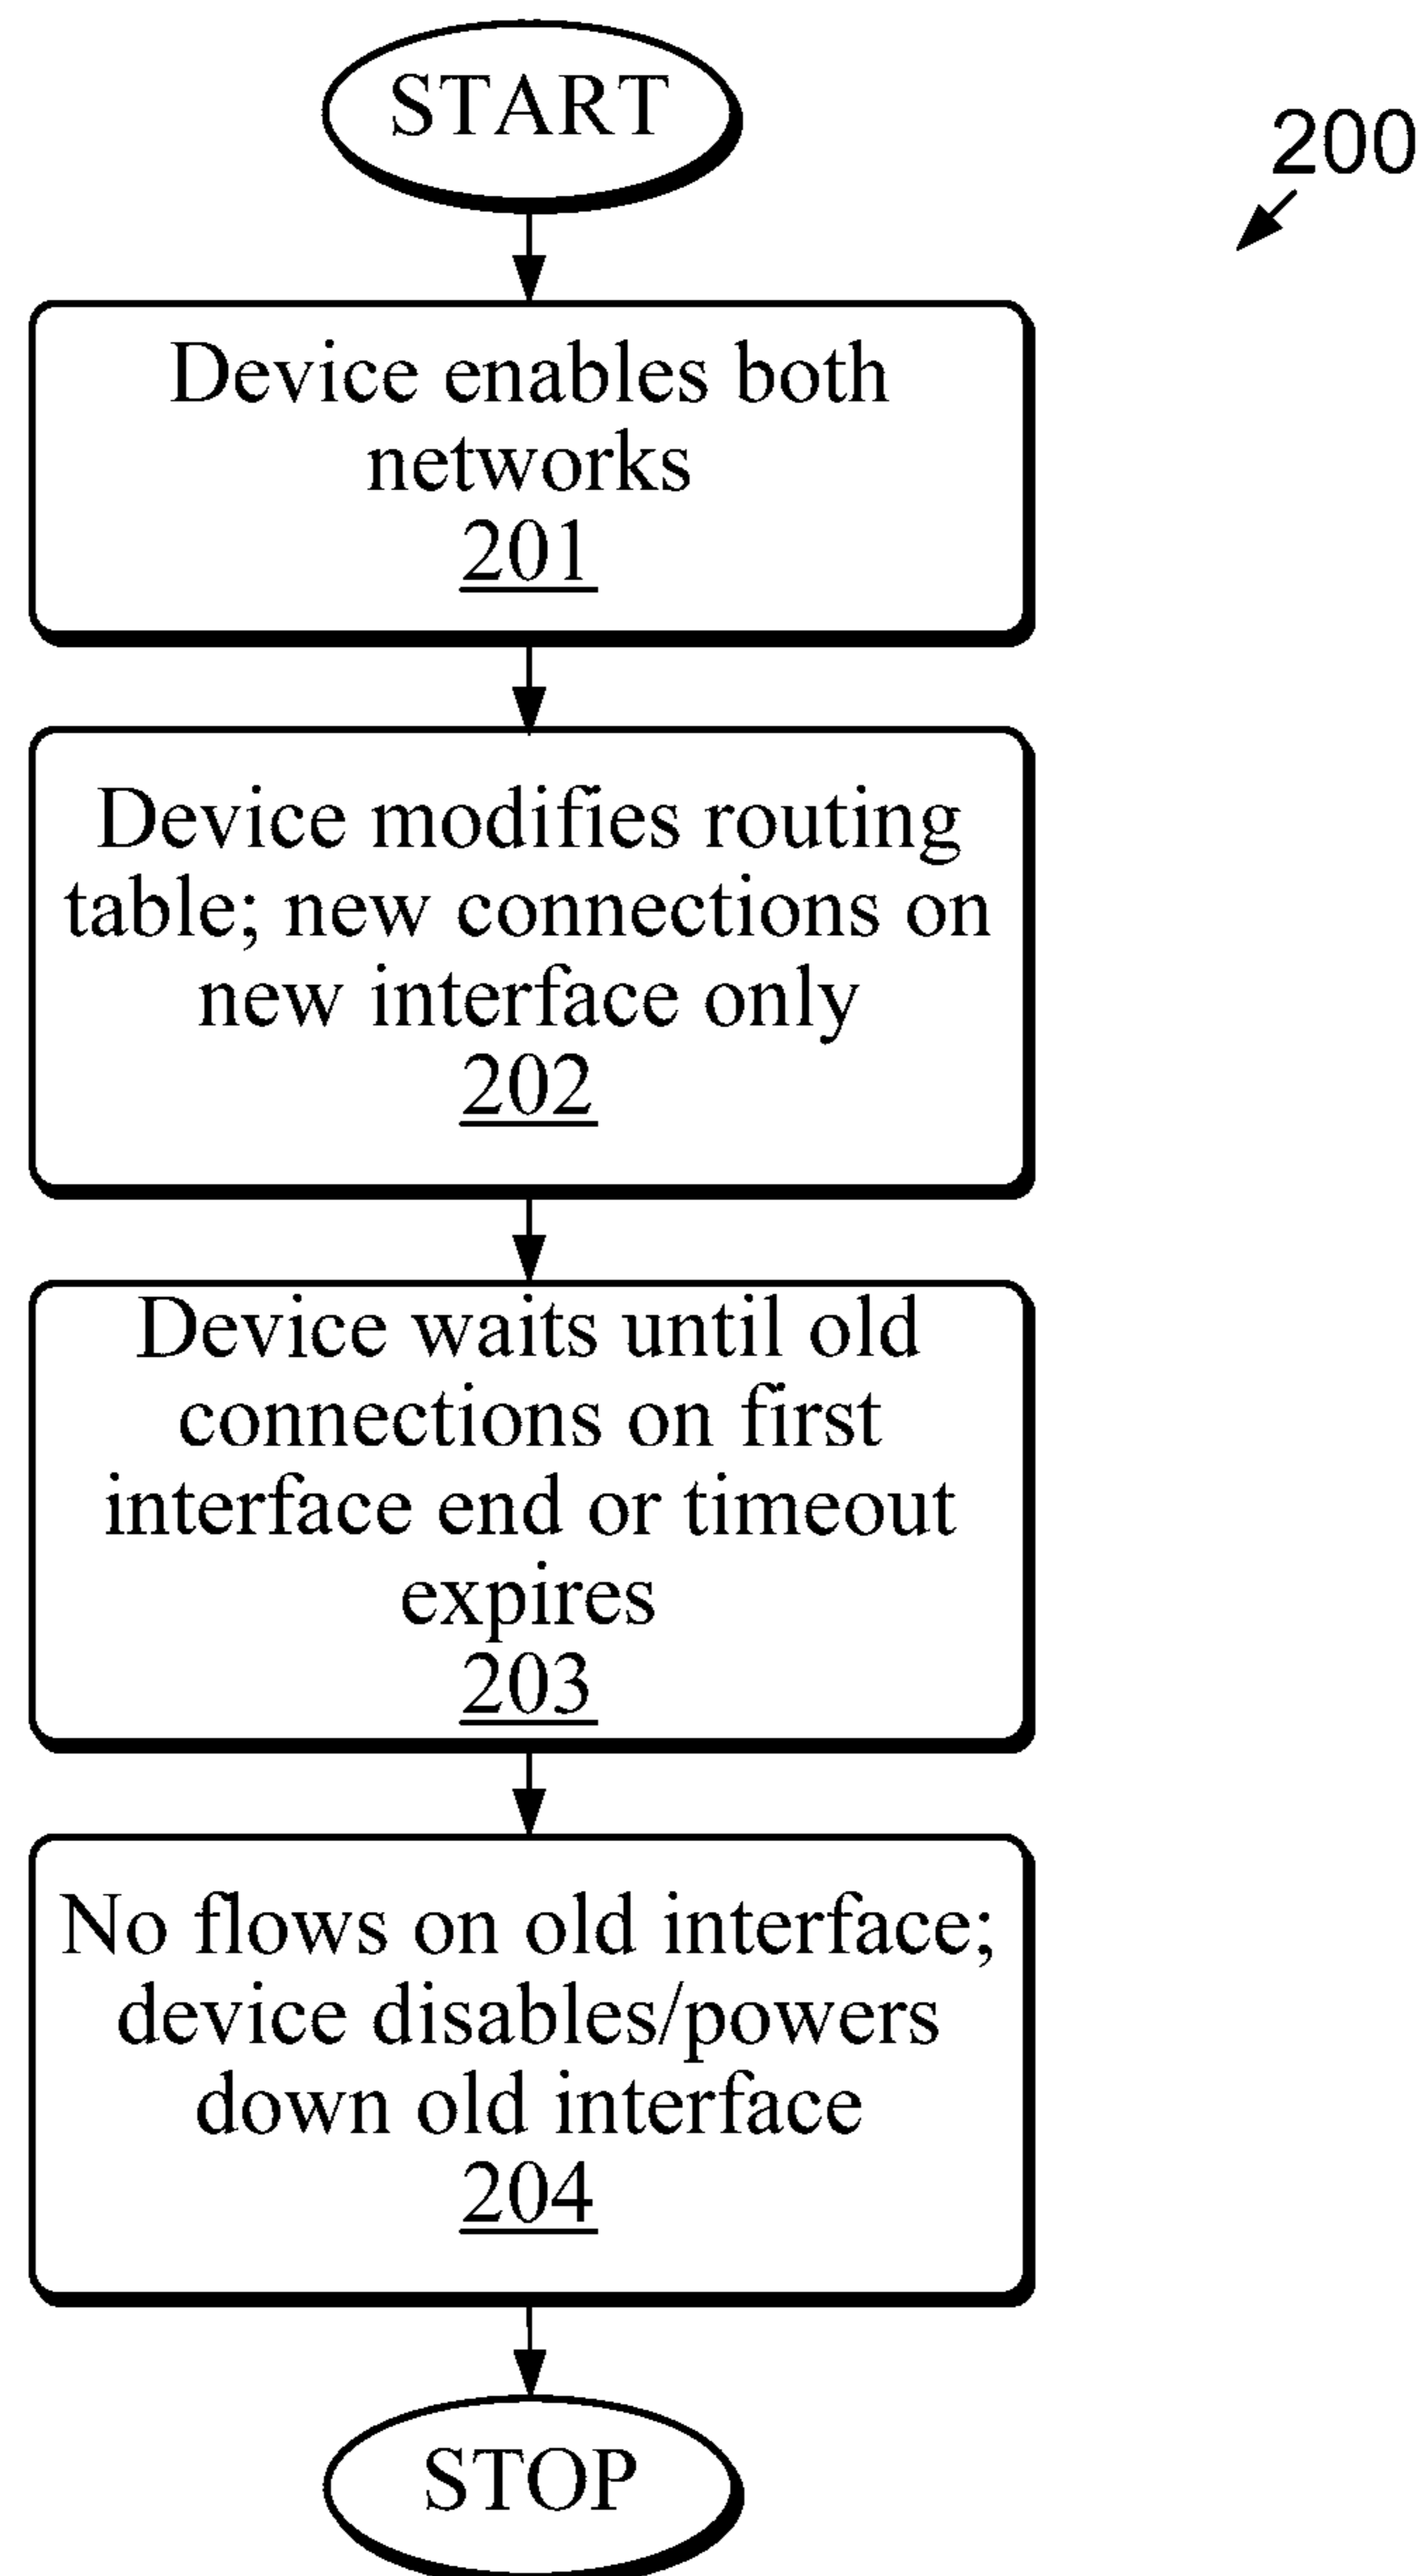 START
200
Device enables both
networks
201
Device modifies routing
table; new connections on
new interface only
202
Device waits until old
connections on first
interface end or timeout
expires
203
No flows on old interface;
device disables/powers
down old interface
204
STOP